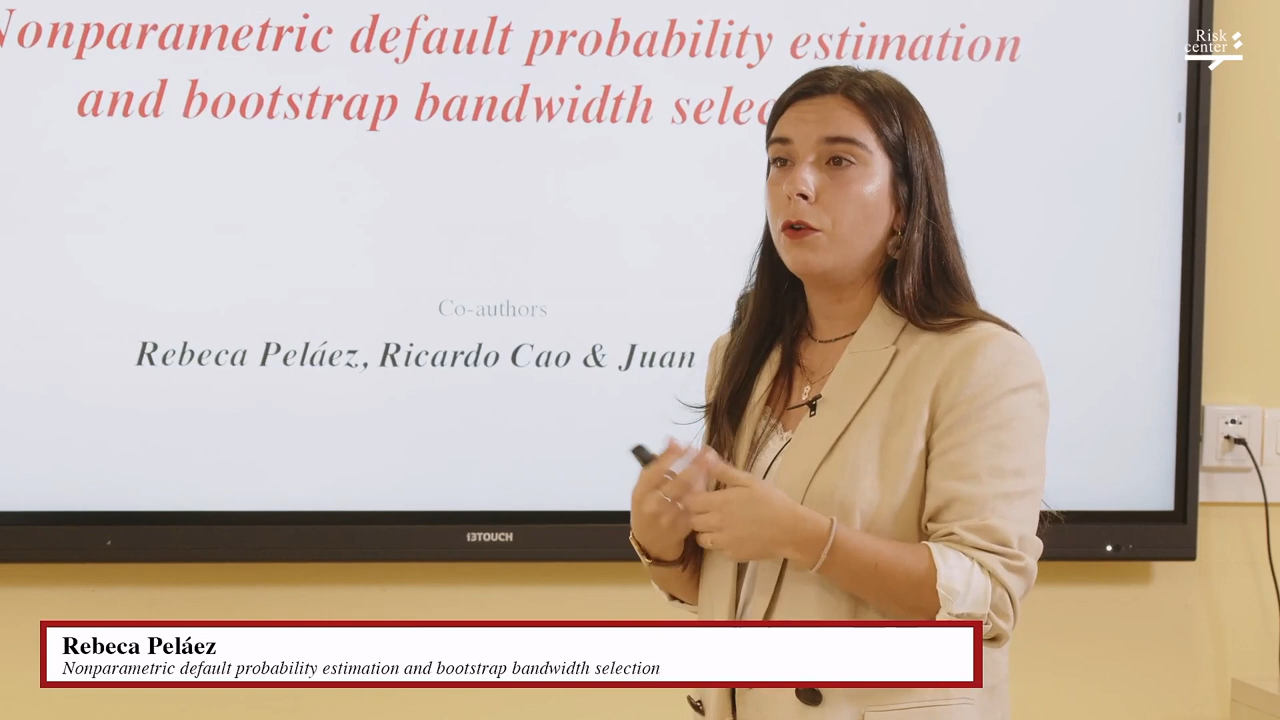 Nonparametric default probability estimation
and bootstrap bandwidth selec
Risk
center
Co-authors
Rebeca Peláez, Ricardo Cao & Juan
i3TOUCH
Rebeca Peláez
Nonparametric default probability estimation and bootstrap bandwidth selection